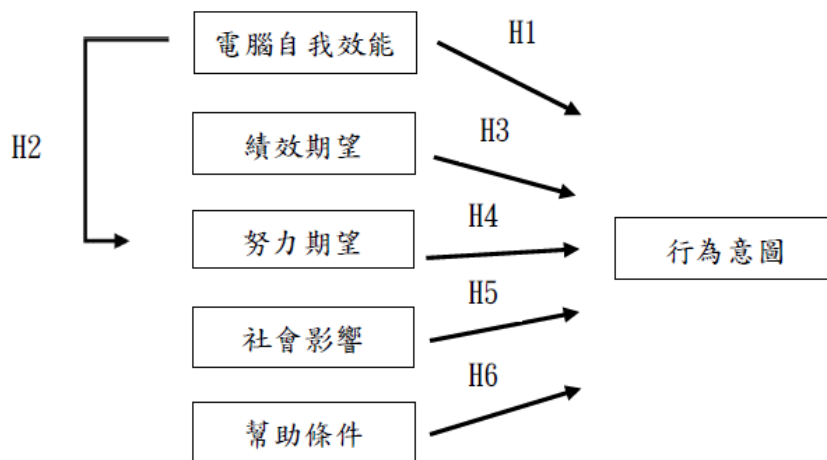 電腦自我效能
H1
H2
績效期望
H3
努力期望
H4
行為意圖
社會影響
H5
幫助條件
H6